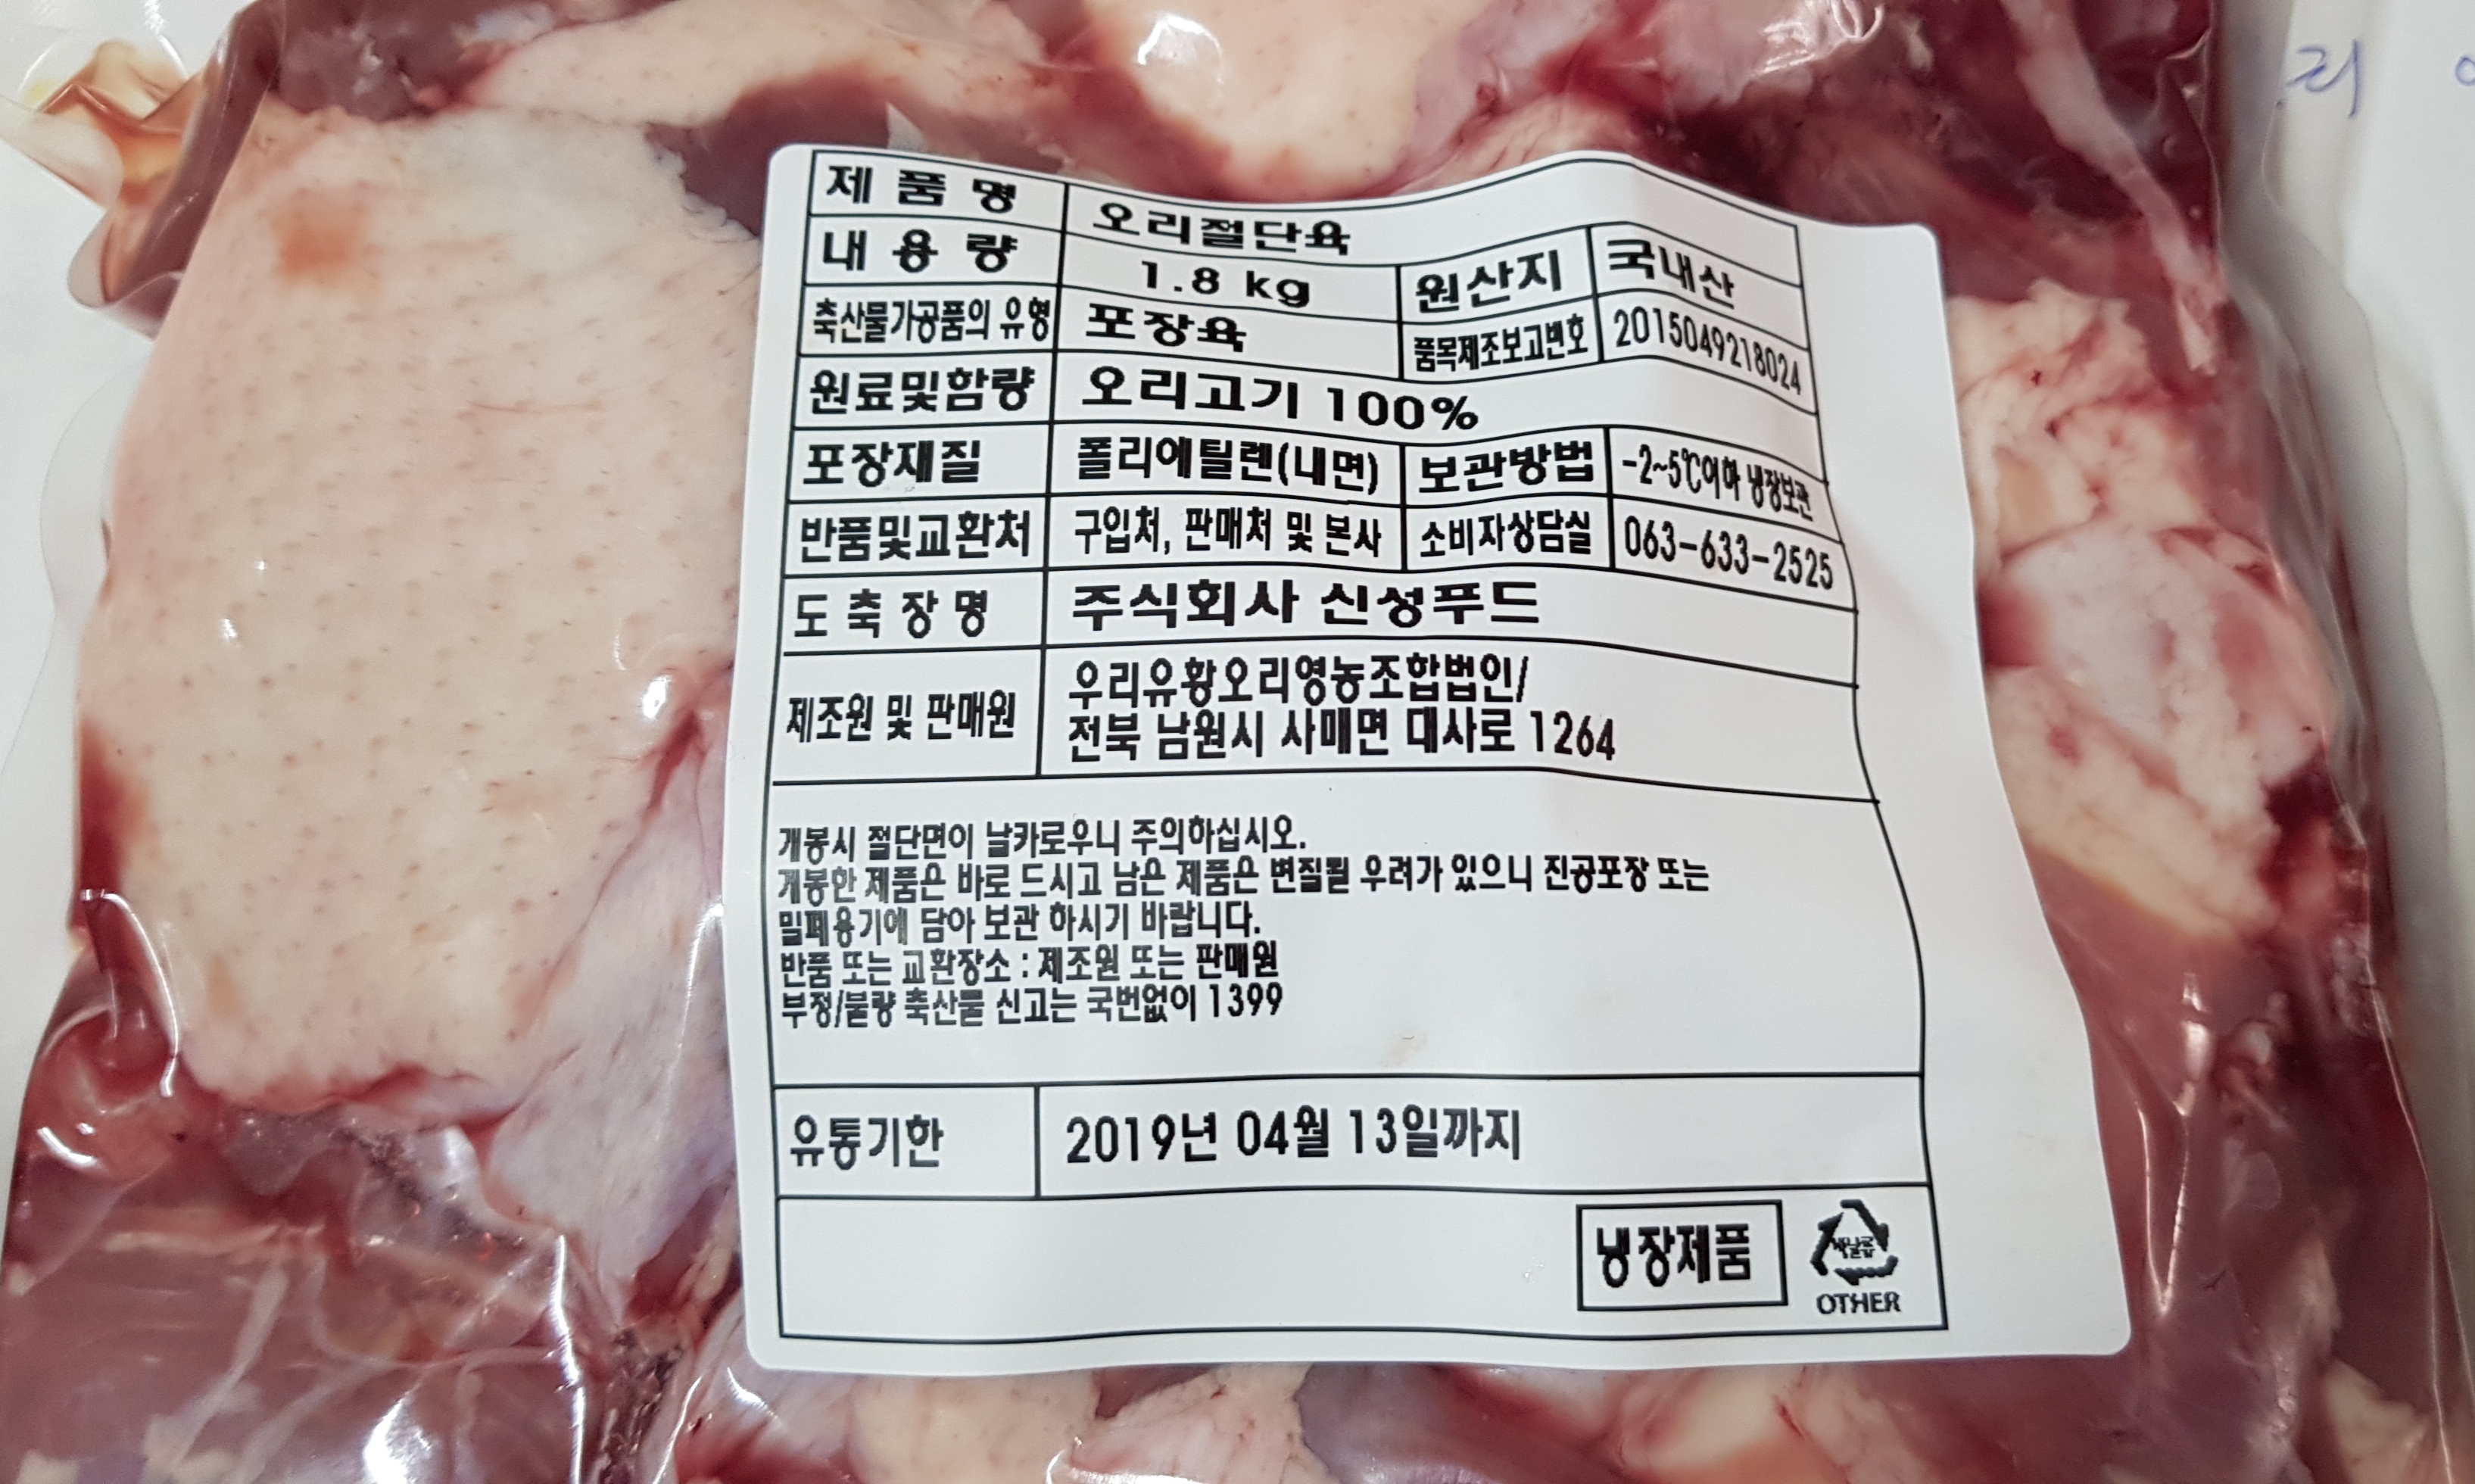 리
제 품 명 오리절단육
내 용 량 1.8 kg 원산지 국내산
축산물가공품의 유형 포장육 품목제조보고번호 2015049218024
원료및함량 오리고기 100%
포장재질 폴리에틸렌(내면) 보관방법 -2~5℃이하 냉장보관
반품및교환처 구입처, 판매처 및 본사 소비자상담실 063-633-2525
도 축 장 명 주식회사 신성푸드
제조원 및 판매원 우리유황오리영농조합법인/
전북 남원시 사매면 대사로 1264
개봉시 절단면이 날카로우니 주의하십시오.
개봉한 제품은 바로 드시고 남은 제품은 변질될 우려가 있으니 진공포장 또는
밀폐용기에 담아 보관 하시기 바랍니다.
반품 또는 교환장소 : 제조원 또는 판매원
부정/불량 축산물 신고는 국번없이 1399
유통기한 2019년 04월 13일까지
냉장제품
OTHER